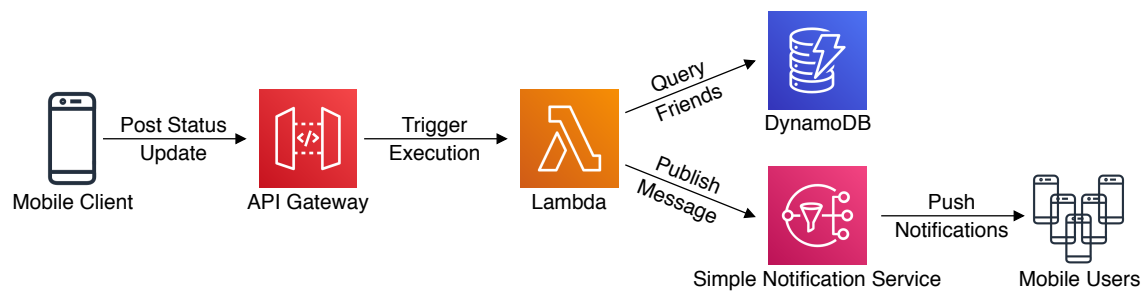 Mobile Client
Post Status
Update
</>
API Gateway
Trigger
Execution
Lambda
Query
Friends
DynamoDB
Publish
Message
Simple Notification Service
Push
Notifications
Mobile Users